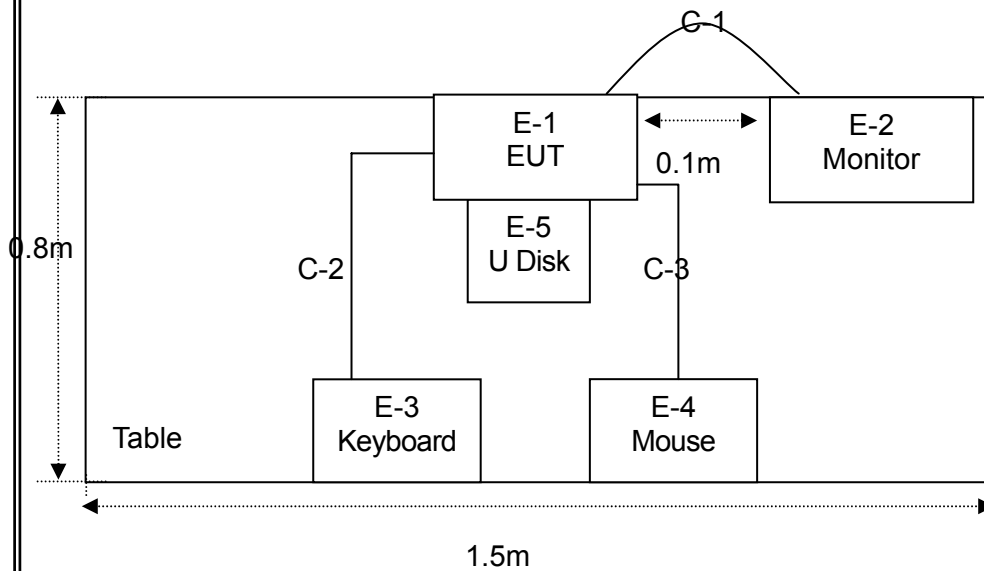 C-1
E-1
EUT
E-2
Monitor
0.1m
0.8m
E-5
U Disk
C-2
C-3
E-3
Keyboard
E-4
Mouse
Table
1.5m